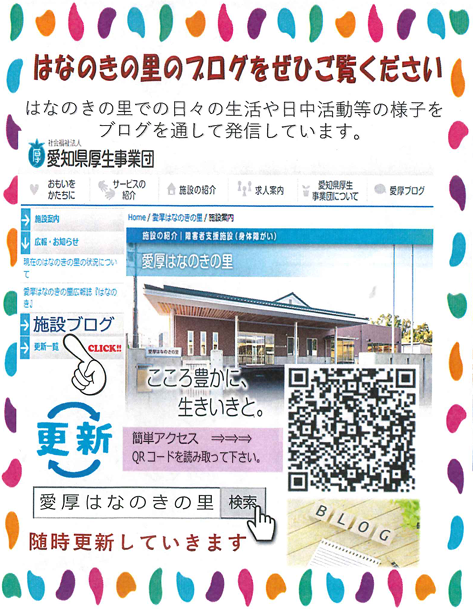 はなのきの里のブログをぜひご覧ください
はなのきの里での日々の生活や日中活動等の様子を
ブログを通して発信しています。
社会福祉法人
厚 愛知県厚生事業団
おもいを
かたちに
サービスの
紹介
施設の紹介
求人案内
愛知県厚生
事業団について
愛厚ブログ
施設案内
広報・お知らせ
現在のはなのきの里の状況につい
て
愛厚はなのきの里広報誌『はなの
き』
施設ブログ
更新一覧
CLICK!!
Home / 愛厚はなのきの里 / 施設案内
施設の紹介 | 障害者支援施設(身体障がい)
愛厚はなのきの里
愛厚はなのきの里
こころ豊かに、
生きいきと。
更新
簡単アクセス ⇒⇒⇒
QRコードを読み取って下さい。
愛厚はなのきの里 検索
BLOG
随時更新していきます